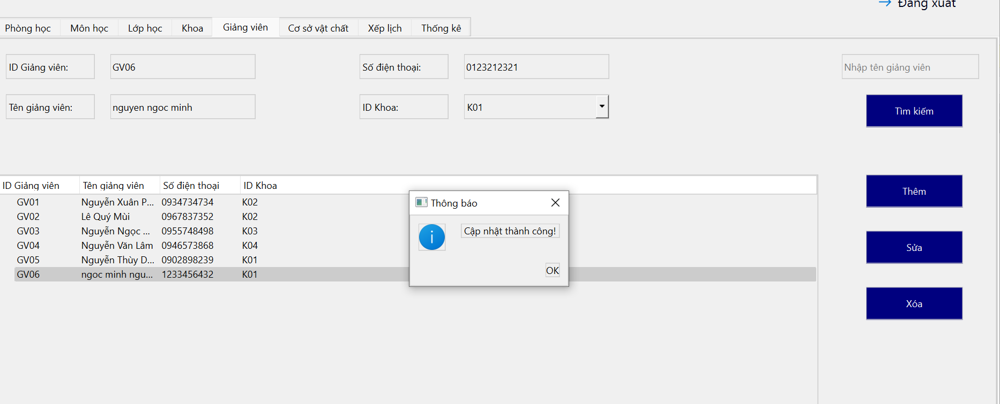 Đăng xuất
Phòng học Môn học Lớp học Khoa Giảng viên Cơ sở vật chất Xếp lịch Thống kê
ID Giảng viên: GV06 Số điện thoại: 0123212321 Nhập tên giảng viên
Tên giảng viên: nguyen ngoc minh ID Khoa: K01 Tìm kiếm
ID Giảng viên Tên giảng viên Số điện thoại ID Khoa
GV01 Nguyễn Xuân P... 0934734734 K02
GV02 Lê Quý Mùi 0967837352 K02
GV03 Nguyễn Ngọc ... 0955748498 K03
GV04 Nguyễn Văn Lâm 0946573868 K04
GV05 Nguyễn Thùy D... 0902898239 K01
GV06 ngoc minh ngu... 1233456432 K01
Thông báo
Cập nhật thành công!
OK
Thêm
Sửa
Xóa